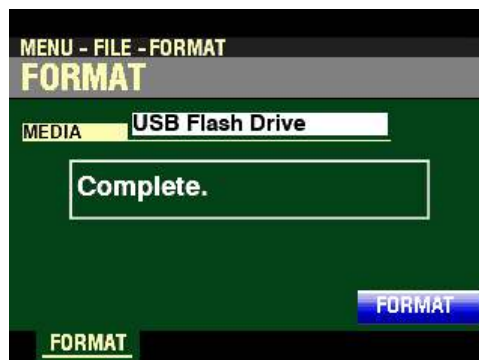 MENU - FILE - FORMAT
FORMAT
MEDIA USB Flash Drive
Complete.
FORMAT
FORMAT